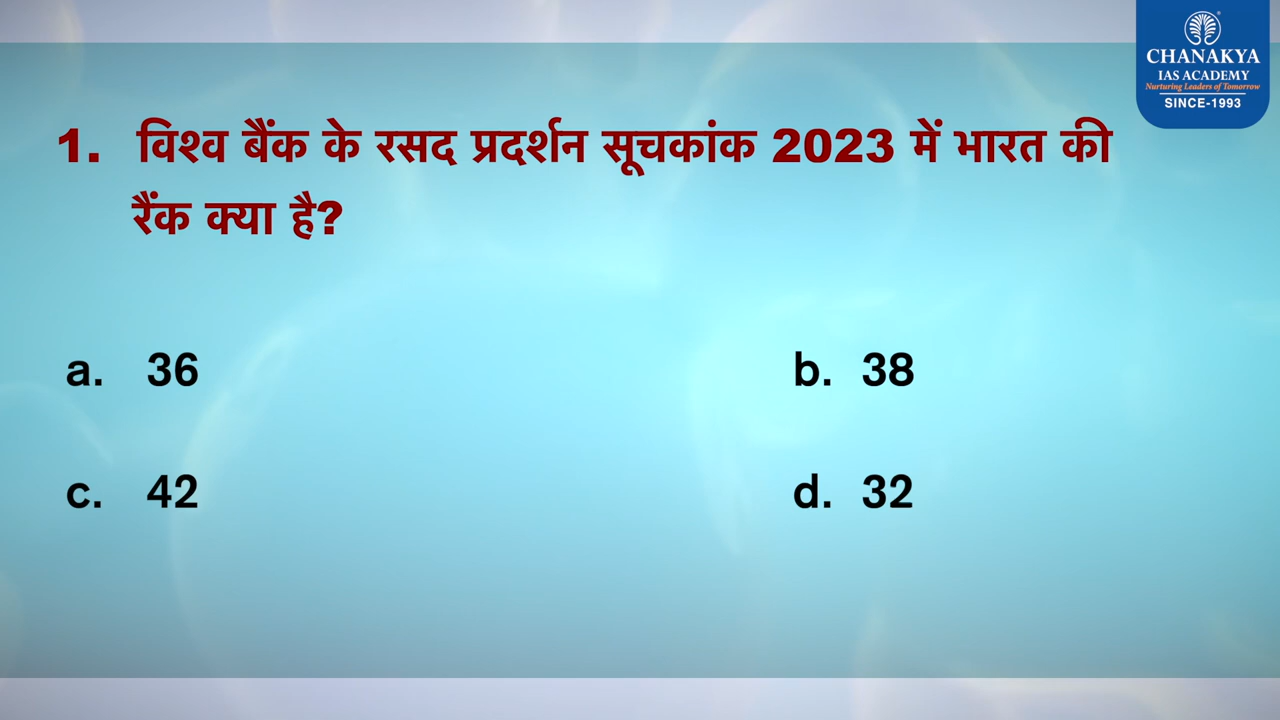 CHANAKYA
IAS ACADEMY
Nurturing Leaders of Tomorrow
SINCE-1993
1. विश्व बैंक के रसद प्रदर्शन सूचकांक 2023 में भारत की
रैंक क्या है?
a. 36
b. 38
c. 42
d. 32